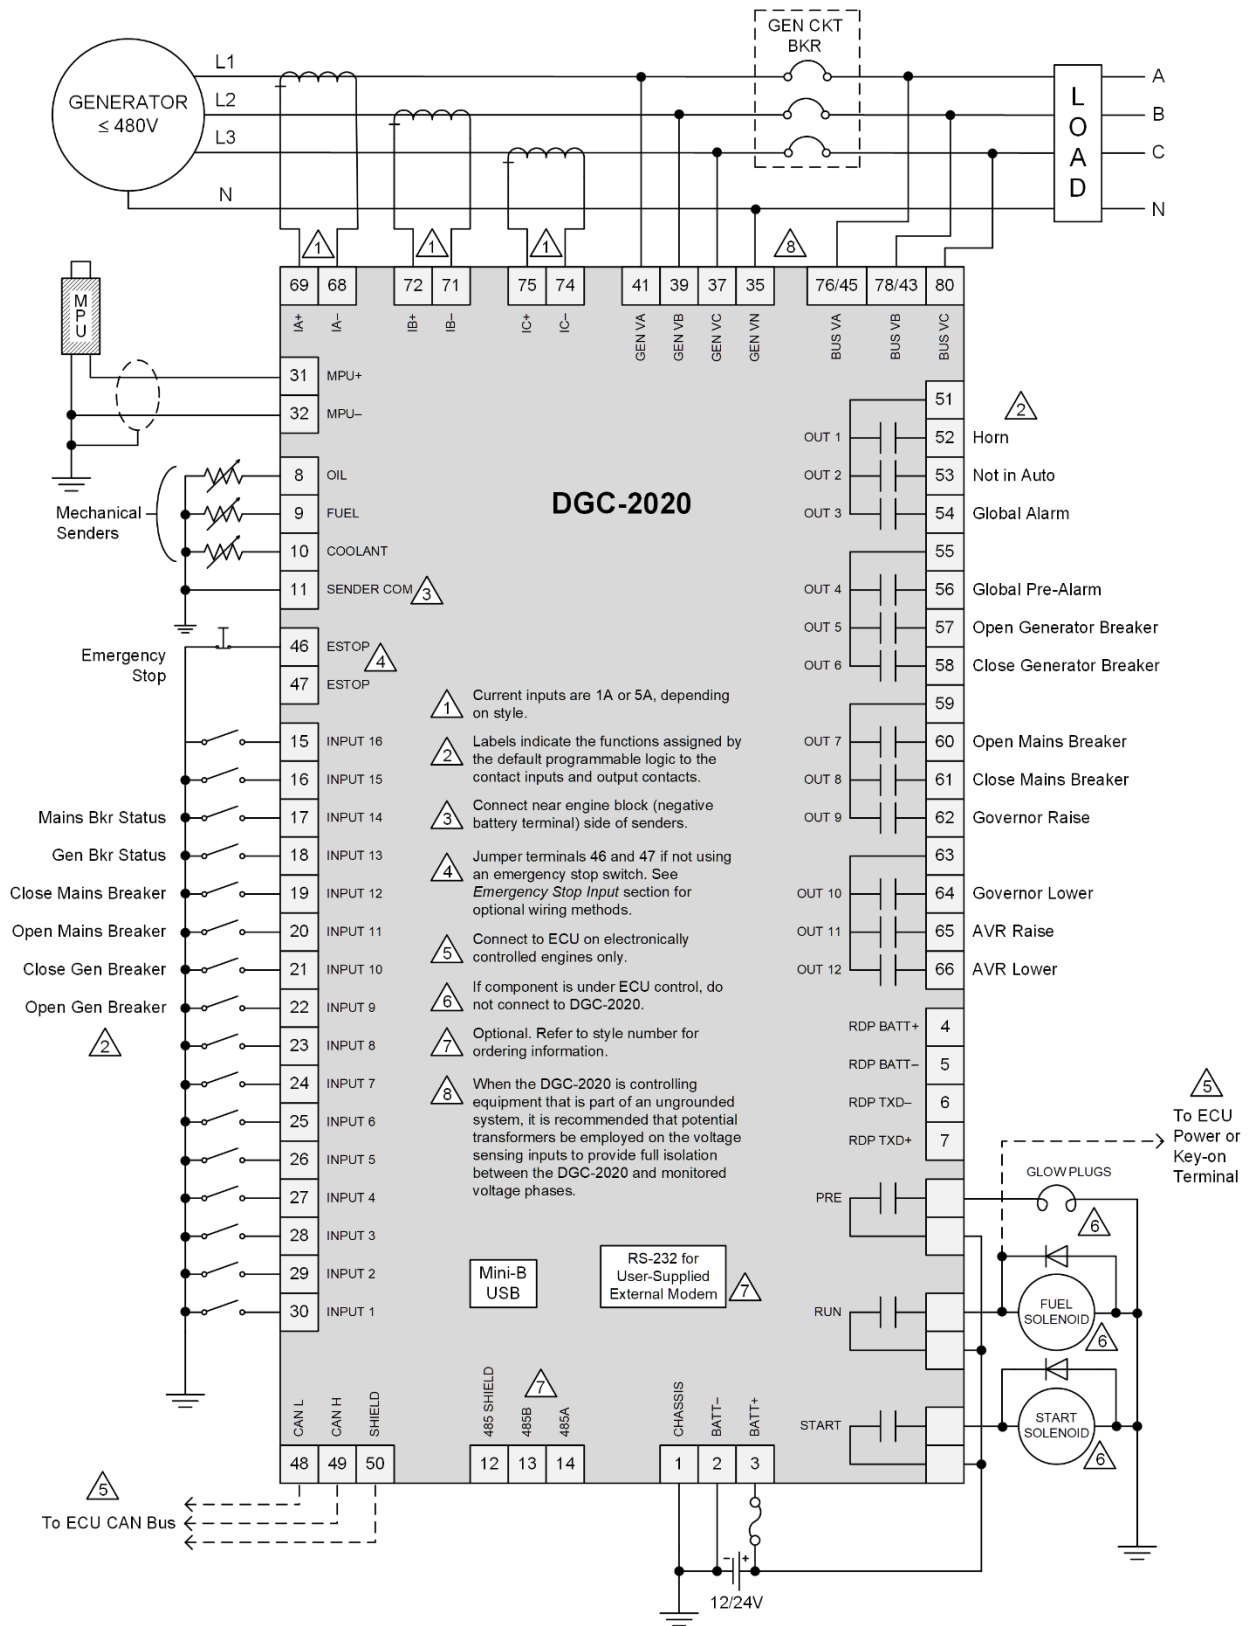 GEN CKT
BKR
L1
L2
L3
N
GENERATOR
≤ 480V
L
O
A
D
A
B
C
N
1
1
1
8
69
68
72
71
75
74
41
39
37
35
76/45
78/43
80
IA+
IA–
IB+
IB–
IC+
IC–
GEN VA
GEN VB
GEN VC
GEN VN
BUS VA
BUS VB
BUS VC
M
P
U
31 MPU+
32 MPU–
Mechanical
Senders
8 OIL
9 FUEL
10 COOLANT
11 SENDER COM
3
Emergency
Stop
46 ESTOP
47 ESTOP
4
15 INPUT 16
16 INPUT 15
Mains Bkr Status 17 INPUT 14
Gen Bkr Status 18 INPUT 13
Close Mains Breaker 19 INPUT 12
Open Mains Breaker 20 INPUT 11
Close Gen Breaker 21 INPUT 10
Open Gen Breaker 22 INPUT 9
2
23 INPUT 8
24 INPUT 7
25 INPUT 6
26 INPUT 5
27 INPUT 4
28 INPUT 3
29 INPUT 2
30 INPUT 1
DGC-2020
1 Current inputs are 1A or 5A, depending
on style.
2 Labels indicate the functions assigned by
the default programmable logic to the
contact inputs and output contacts.
3 Connect near engine block (negative
battery terminal) side of senders.
4 Jumper terminals 46 and 47 if not using
an emergency stop switch. See
Emergency Stop Input section for
optional wiring methods.
5 Connect to ECU on electronically
controlled engines only.
6 If component is under ECU control, do
not connect to DGC-2020.
7 Optional. Refer to style number for
ordering information.
8 When the DGC-2020 is controlling
equipment that is part of an ungrounded
system, it is recommended that potential
transformers be employed on the voltage
sensing inputs to provide full isolation
between the DGC-2020 and monitored
voltage phases.
Mini-B
USB
RS-232 for
User-Supplied
External Modem
7
51
2
OUT 1 52 Horn
OUT 2 53 Not in Auto
OUT 3 54 Global Alarm
55
OUT 4 56 Global Pre-Alarm
OUT 5 57 Open Generator Breaker
OUT 6 58 Close Generator Breaker
59
OUT 7 60 Open Mains Breaker
OUT 8 61 Close Mains Breaker
OUT 9 62 Governor Raise
63
OUT 10 64 Governor Lower
OUT 11 65 AVR Raise
OUT 12 66 AVR Lower
RDP BATT+ 4
RDP BATT– 5
RDP TXD– 6
RDP TXD+ 7
5
To ECU
Power or
Key-on
Terminal
PRE
GLOW PLUGS
6
RUN
FUEL
SOLENOID
6
START
START
SOLENOID
6
CAN L
CAN H
SHIELD
485 SHIELD
485B
485A
7
CHASSIS
BATT–
BATT+
48
49
50
12
13
14
1
2
3
5
To ECU CAN Bus
- +
12/24V